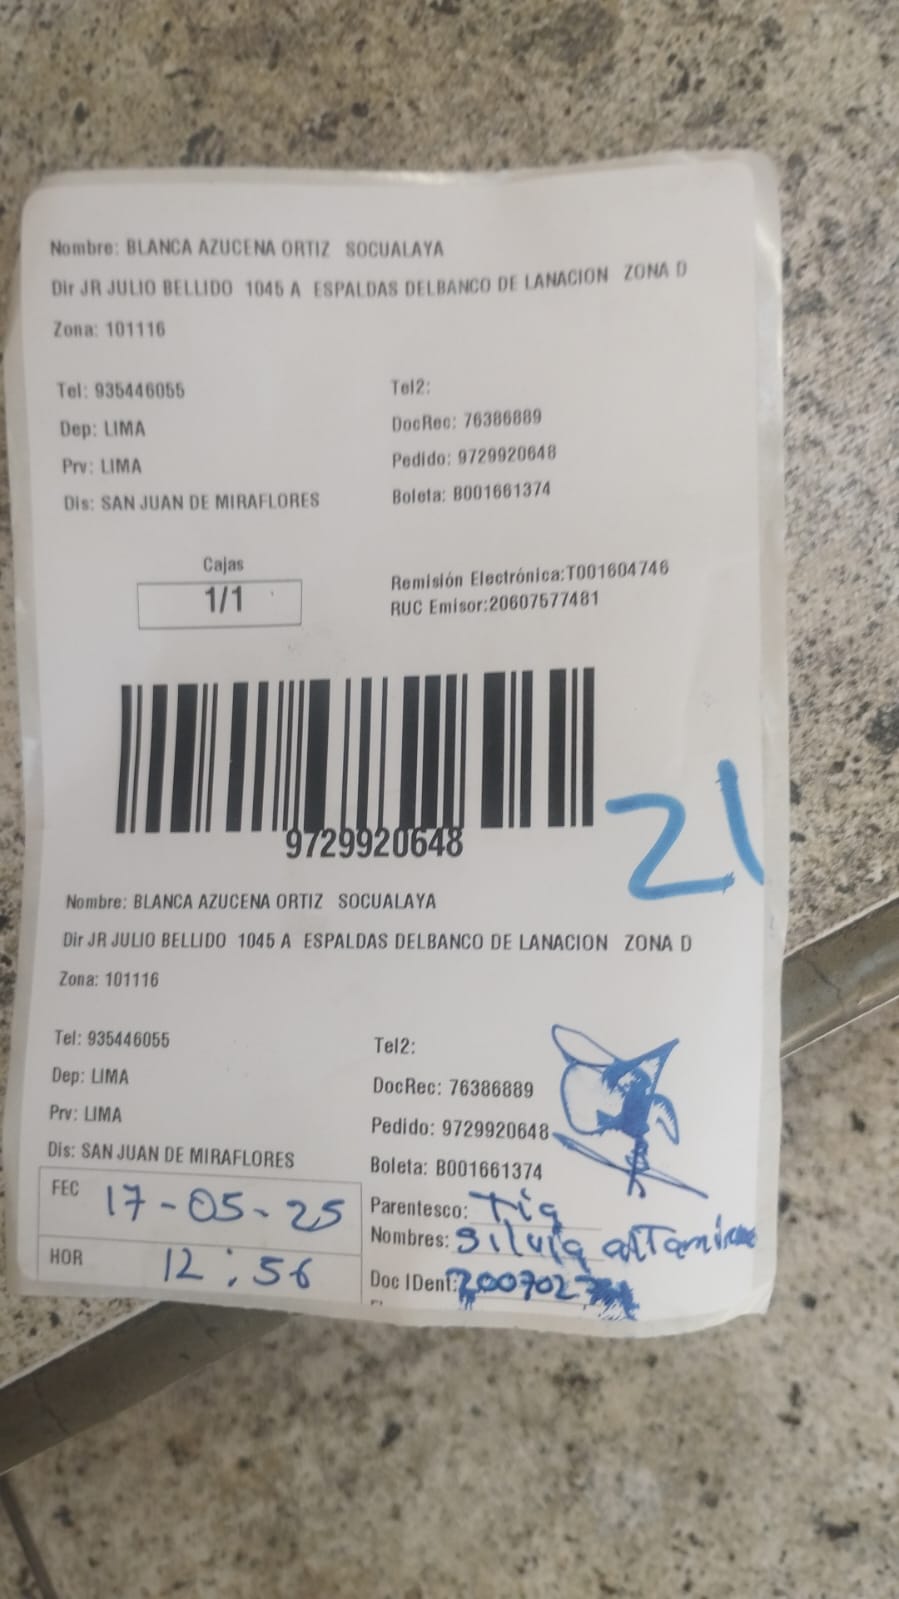 Nombre: BLANCA AZUCENA ORTIZ SOCUALAYA
Dir JR JULIO BELLIDO 1045 A ESPALDAS DELBANCO DE LANACION ZONA D
Zona: 101116
Tel: 935446055 Tel2:
Dep: LIMA DocRec: 76386889
Prv: LIMA Pedido: 9729920648
Dis: SAN JUAN DE MIRAFLORES Boleta: B001661374
Cajas
1/1
Remisión Electrónica:T001604746
RUC Emisor:20607577481
9729920648
21
Nombre: BLANCA AZUCENA ORTIZ SOCUALAYA
Dir JR JULIO BELLIDO 1045 A ESPALDAS DELBANCO DE LANACION ZONA D
Zona: 101116
Tel: 935446055 Tel2:
Dep: LIMA DocRec: 76386889
Prv: LIMA Pedido: 9729920648
Dis: SAN JUAN DE MIRAFLORES Boleta: B001661374
FEC 17-05-25 Parentesco: Tia
Nombres: Silvia
HOR 12:56 Doc IDent: